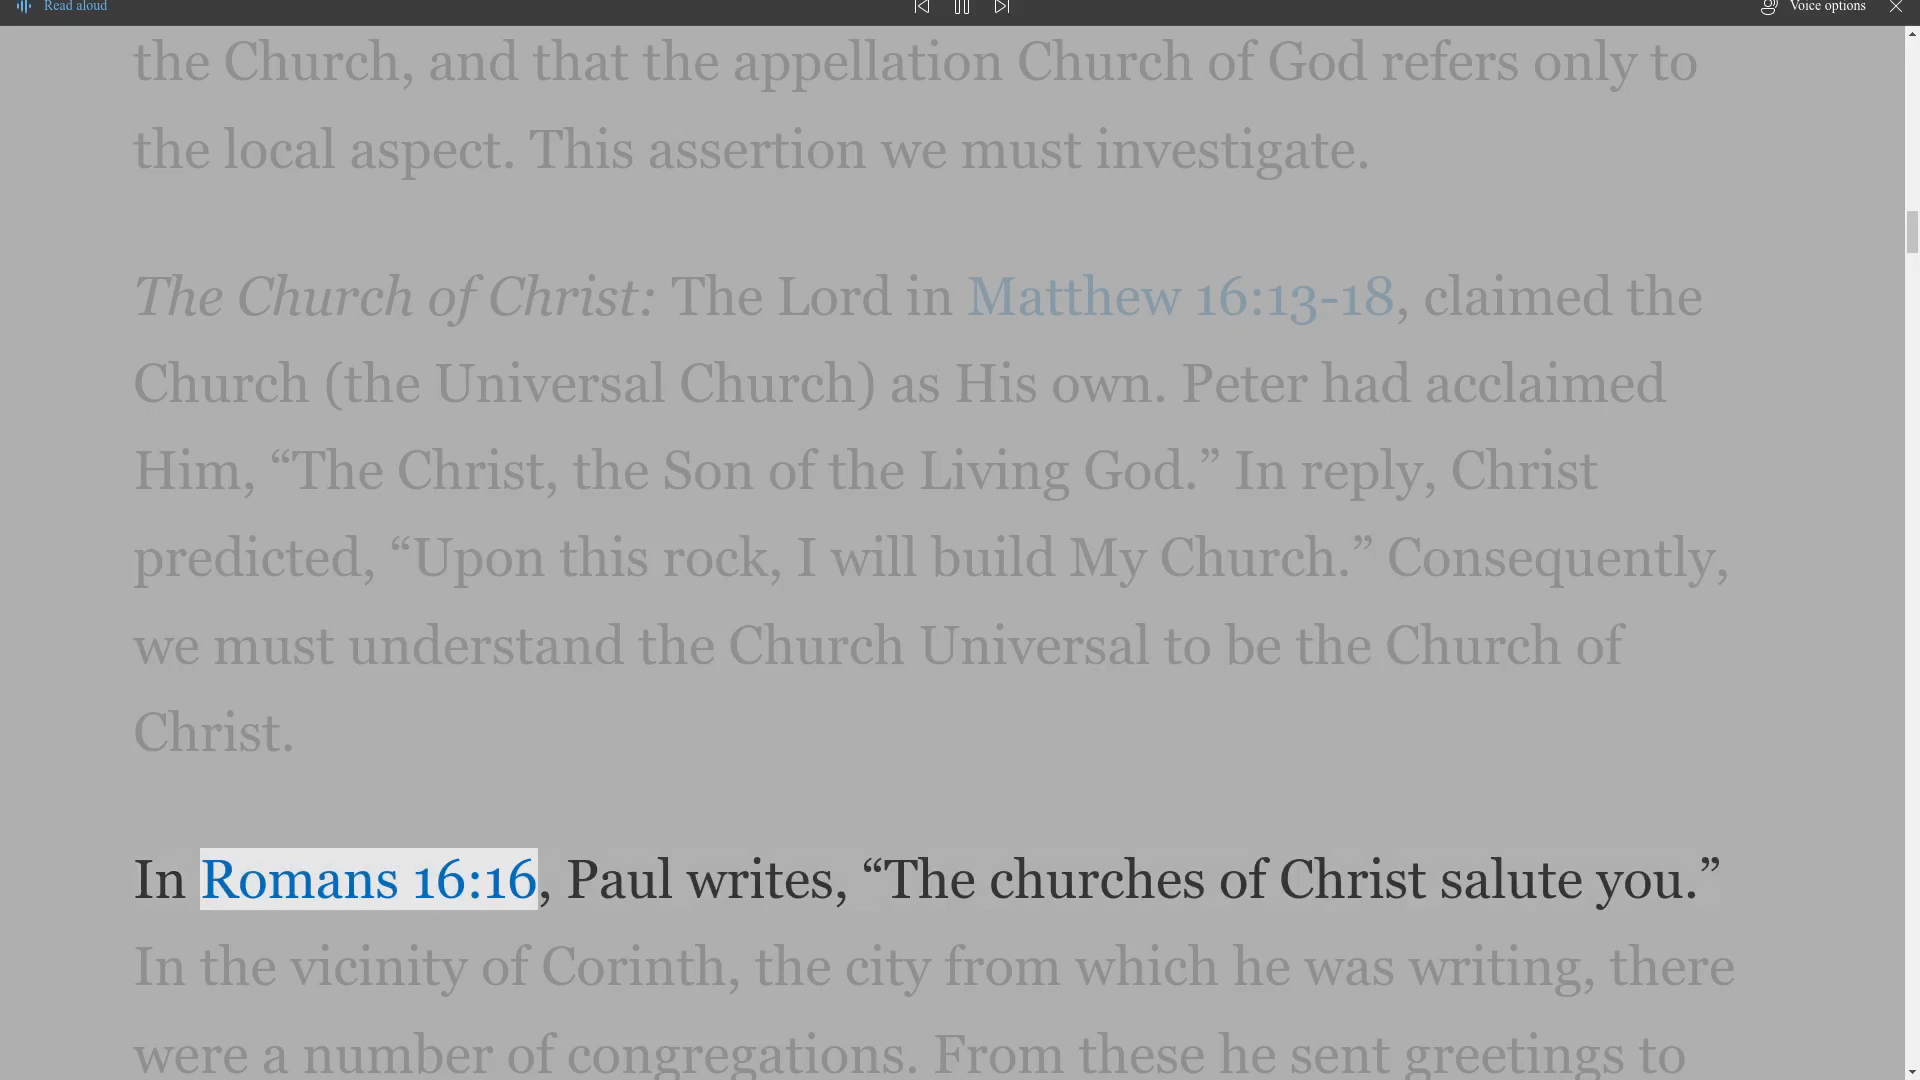 Read aloud
Voice options
the Church, and that the appellation Church of God refers only to
the local aspect. This assertion we must investigate.
The Church of Christ: The Lord in Matthew 16:13-18, claimed the
Church (the Universal Church) as His own. Peter had acclaimed
Him, “The Christ, the Son of the Living God.” In reply, Christ
predicted, “Upon this rock, I will build My Church.” Consequently,
we must understand the Church Universal to be the Church of
Christ.
In Romans 16:16, Paul writes, “The churches of Christ salute you.”
In the vicinity of Corinth, the city from which he was writing, there
were a number of congregations. From these he sent greetings to